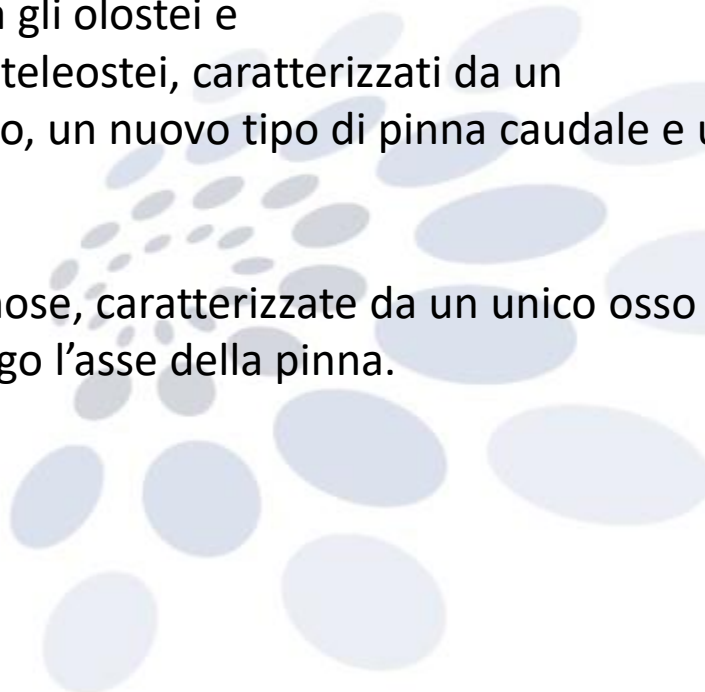 gli olostei e
teleostei, caratterizzati da un
o, un nuovo tipo di pinna caudale e
ose, caratterizzate da un unico osso
go l'asse della pinna.